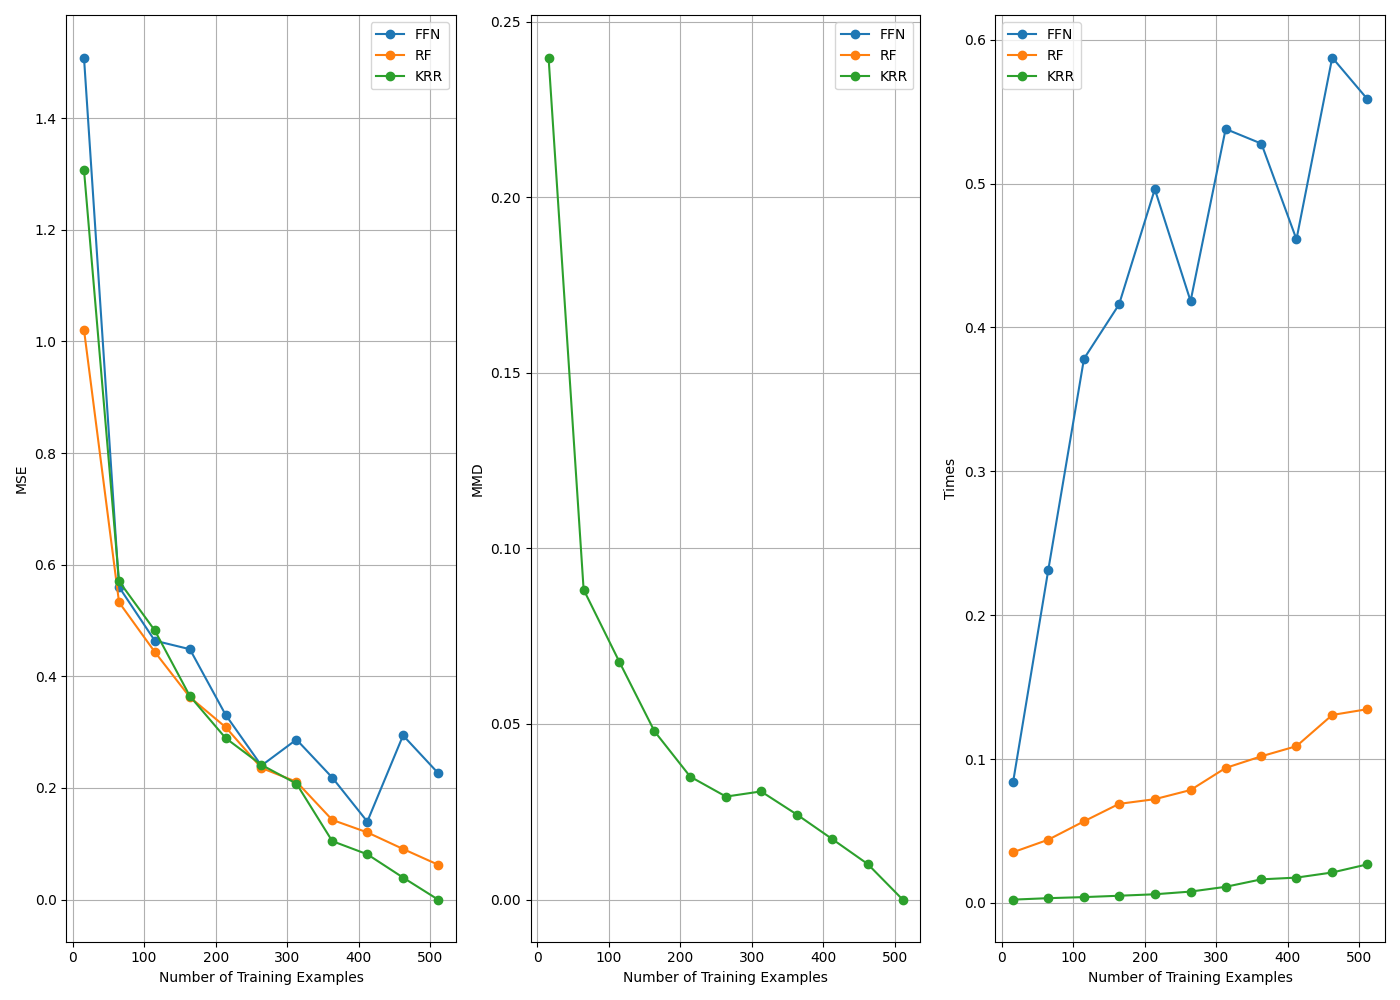 FFN
RF
KRR
1.4
1.2
1.0
0.8
0.6
0.4
0.2
0.0
MSE
0 100 200 300 400 500
Number of Training Examples
FFN
RF
KRR
0.25
0.20
0.15
0.10
0.05
0.00
MMD
0 100 200 300 400 500
Number of Training Examples
FFN
RF
KRR
0.6
0.5
0.4
0.3
0.2
0.1
0.0
Times
0 100 200 300 400 500
Number of Training Examples